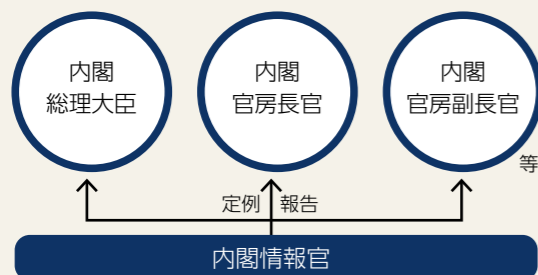 内閣
総理大臣
内閣
官房長官
内閣
官房副長官
等
定例 報告
内閣情報官